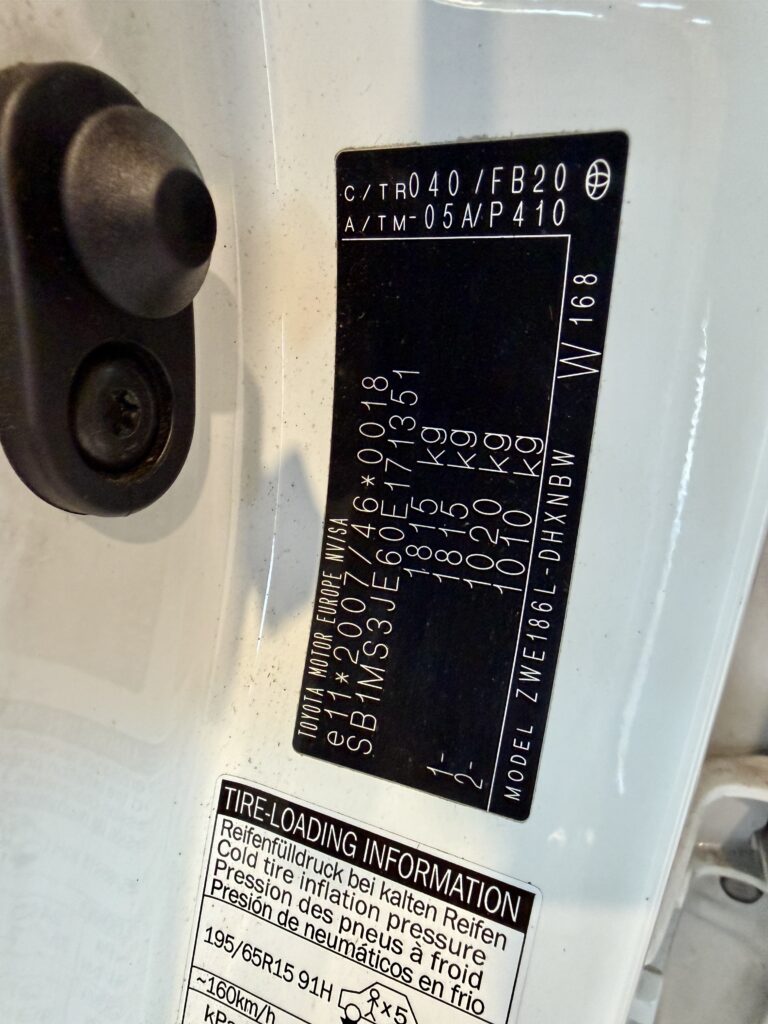 C/TR040 /FB20
A/TM-05A/P410
TOYOTA MOTOR EUROPE NV/SA
e11*2007/46*0018
SB1MS3JE60E171351
1815 kg
1815 kg
1- 1020 kg
2- 1010 kg
MODEL ZWE186L-DHXNBW W 168
TIRE-LOADING INFORMATION
Reifenfülldruck bei kalten Reifen
Cold tire inflation pressure
Pression des pneus à froid
Presión de neumáticos en frio
195/65R15 91H
x5
~160km/h